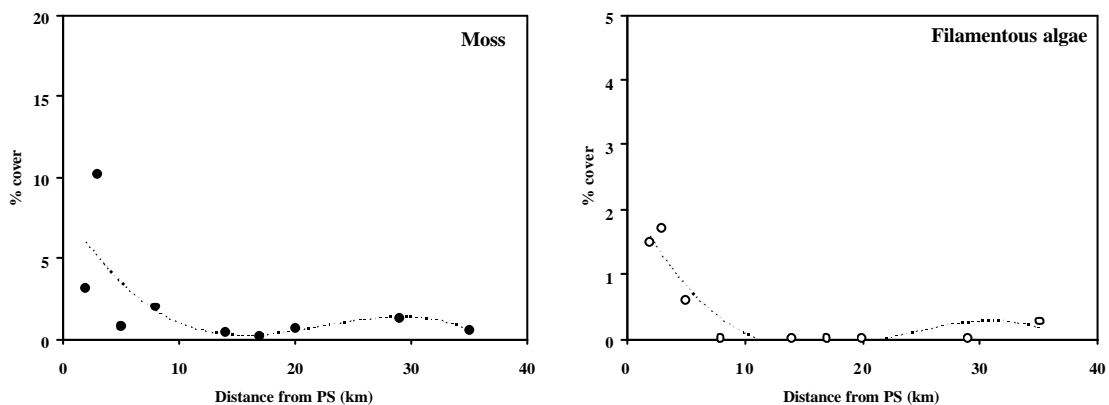 Moss
% cover
20
15
10
5
0
0 10 20 30 40
Distance from PS (km)
Filamentous algae
% cover
5
4
3
2
1
0
0 10 20 30 40
Distance from PS (km)